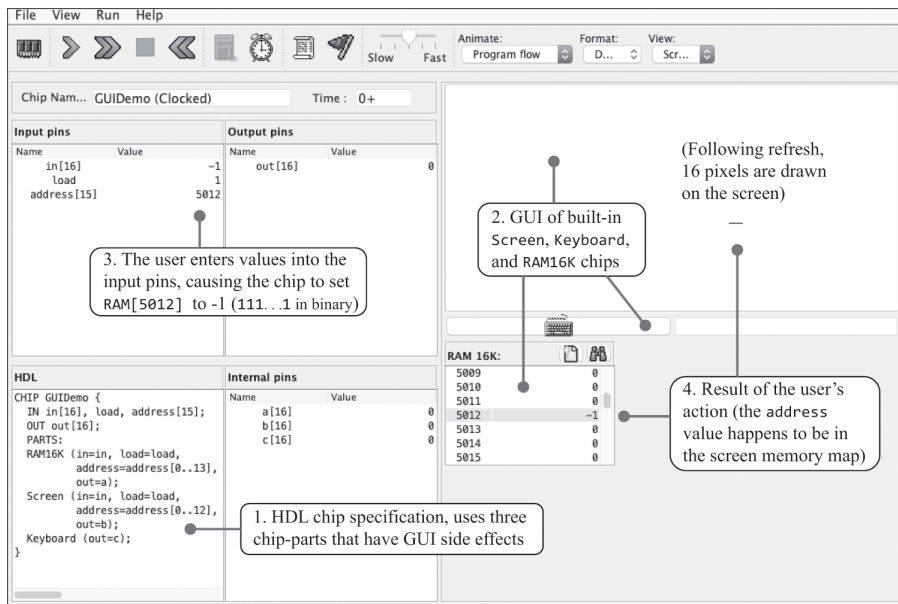 File View Run Help
Animate: Format: View:
Slow Fast Program flow D... Scr...
Chip Nam... GUIDemo (Clocked) Time : 0+
Input pins
Name Value
in[16] -1
load 1
address[15] 5012
Output pins
Name Value
out[16] 0
3. The user enters values into the
input pins, causing the chip to set
RAM[5012] to -1 (111...1 in binary)
(Following refresh,
16 pixels are drawn
on the screen)
2. GUI of built-in
Screen, Keyboard,
and RAM16K chips
HDL
CHIP GUIDemo {
IN in[16], load, address[15];
OUT out[16];
PARTS:
RAM16K (in=in, load=load,
address=address[0..13],
out=a);
Screen (in=in, load=load,
address=address[0..12],
out=b);
Keyboard (out=c);
}
Internal pins
Name Value
a[16] 0
b[16] 0
c[16] 0
1. HDL chip specification, uses three
chip-parts that have GUI side effects
RAM 16K:
5009 0
5010 0
5011 0
5012 -1
5013 0
5014 0
5015 0
4. Result of the user's
action (the address
value happens to be in
the screen memory map)